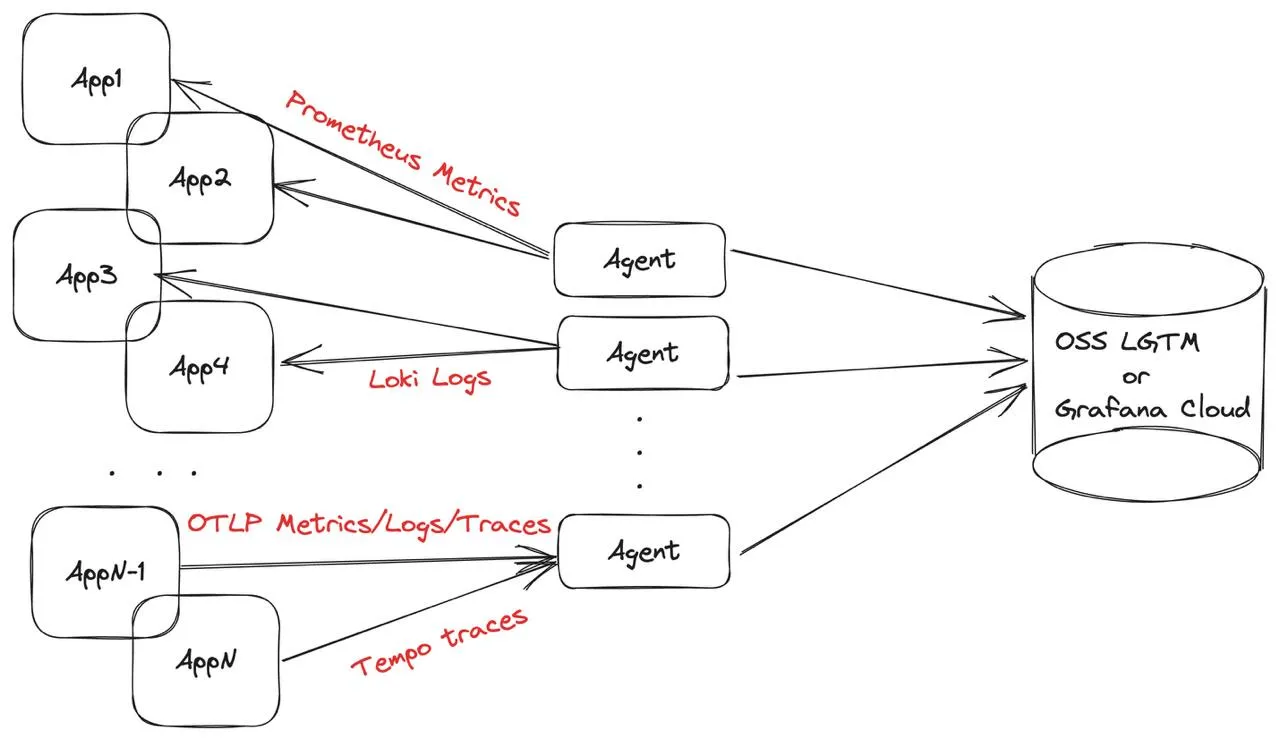 App1
Prometheus Metrics
App2
Agent
App3
Agent
OSS LGTM
or
Grafana Cloud
App4
Loki Logs
. . .
.
.
.
OTLP Metrics/Logs/Traces
Agent
AppN-1
Tempo traces
AppN